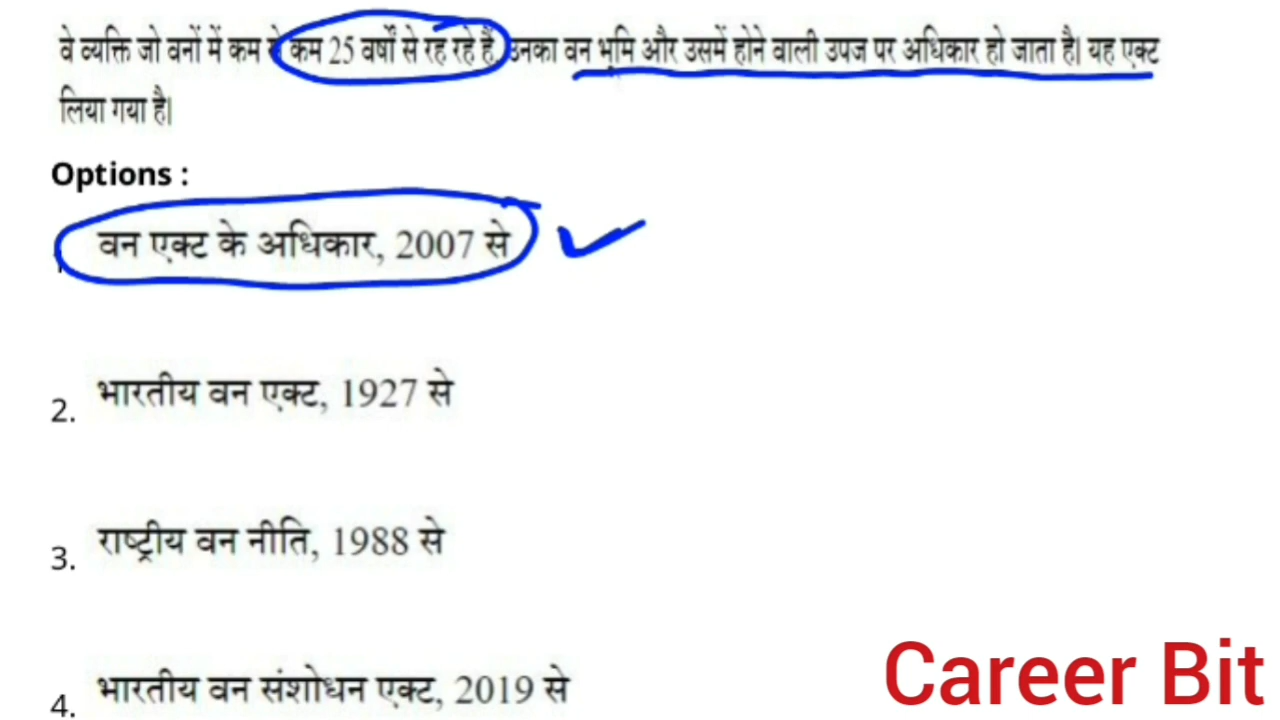 वे व्यक्ति जो वनों में कम से कम 25 वर्षों से रह रहे हैं, उनका वन भूमि और उसमें होने वाली उपज पर अधिकार हो जाता है। यह एक्ट
लिया गया है।
Options :
वन एक्ट के अधिकार, 2007 से
2. भारतीय वन एक्ट, 1927 से
3. राष्ट्रीय वन नीति, 1988 से
4. भारतीय वन संशोधन एक्ट, 2019 से
Career Bit